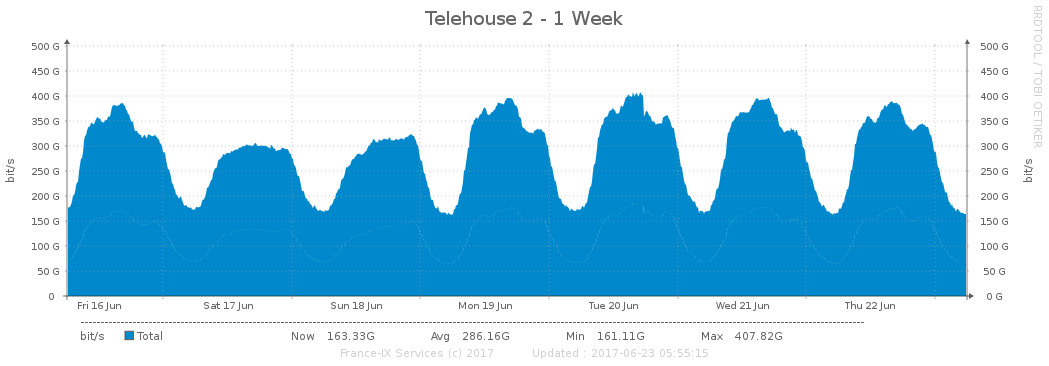 Telehouse 2 - 1 Week
RRDTOOL / TOBI OETIKER
500 G 500 G
450 G 450 G
400 G 400 G
350 G 350 G
300 G 300 G
250 G 250 G
200 G 200 G
150 G 150 G
100 G 100 G
50 G 50 G
0 0 G
bit/s bit/s
Fri 16 Jun Sat 17 Jun Sun 18 Jun Mon 19 Jun Tue 20 Jun Wed 21 Jun Thu 22 Jun
bit/s Total Now 163.33G Avg 286.16G Min 161.11G Max 407.82G
France-IX Services (c) 2017 Updated : 2017-06-23 05:55:15